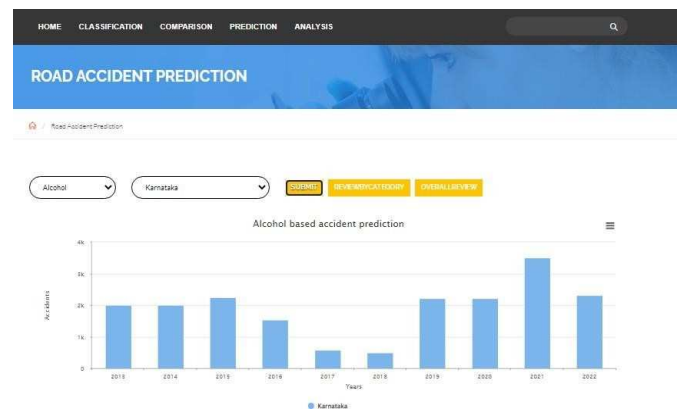 HOME CLASSIFICATION COMPARISON PREDICTION ANALYSIS
ROAD ACCIDENT PREDICTION
/ Road Accident Prediction
Alcohol Karnataka SUBMIT REVIEWBYCATEGORY OVERALLREVIEW
Alcohol based accident prediction
4k
3k
2k
1k
0
Accidents
2013 2014 2015 2016 2017 2018 2019 2020 2021 2022
Years
Karnataka